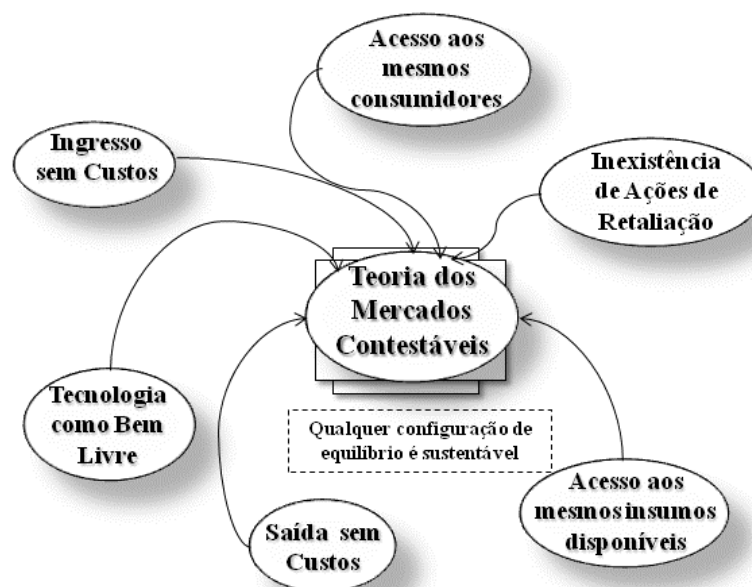 Acesso aos
mesmos
consumidores
Ingresso
sem Custos
Inexistência
de Ações de
Retaliação
Teoria dos
Mercados
Contestáveis
Tecnologia
como Bem
Livre
Qualquer configuração de
equilíbrio é sustentável
Acesso aos
mesmos insumos
disponíveis
Saída sem
Custos